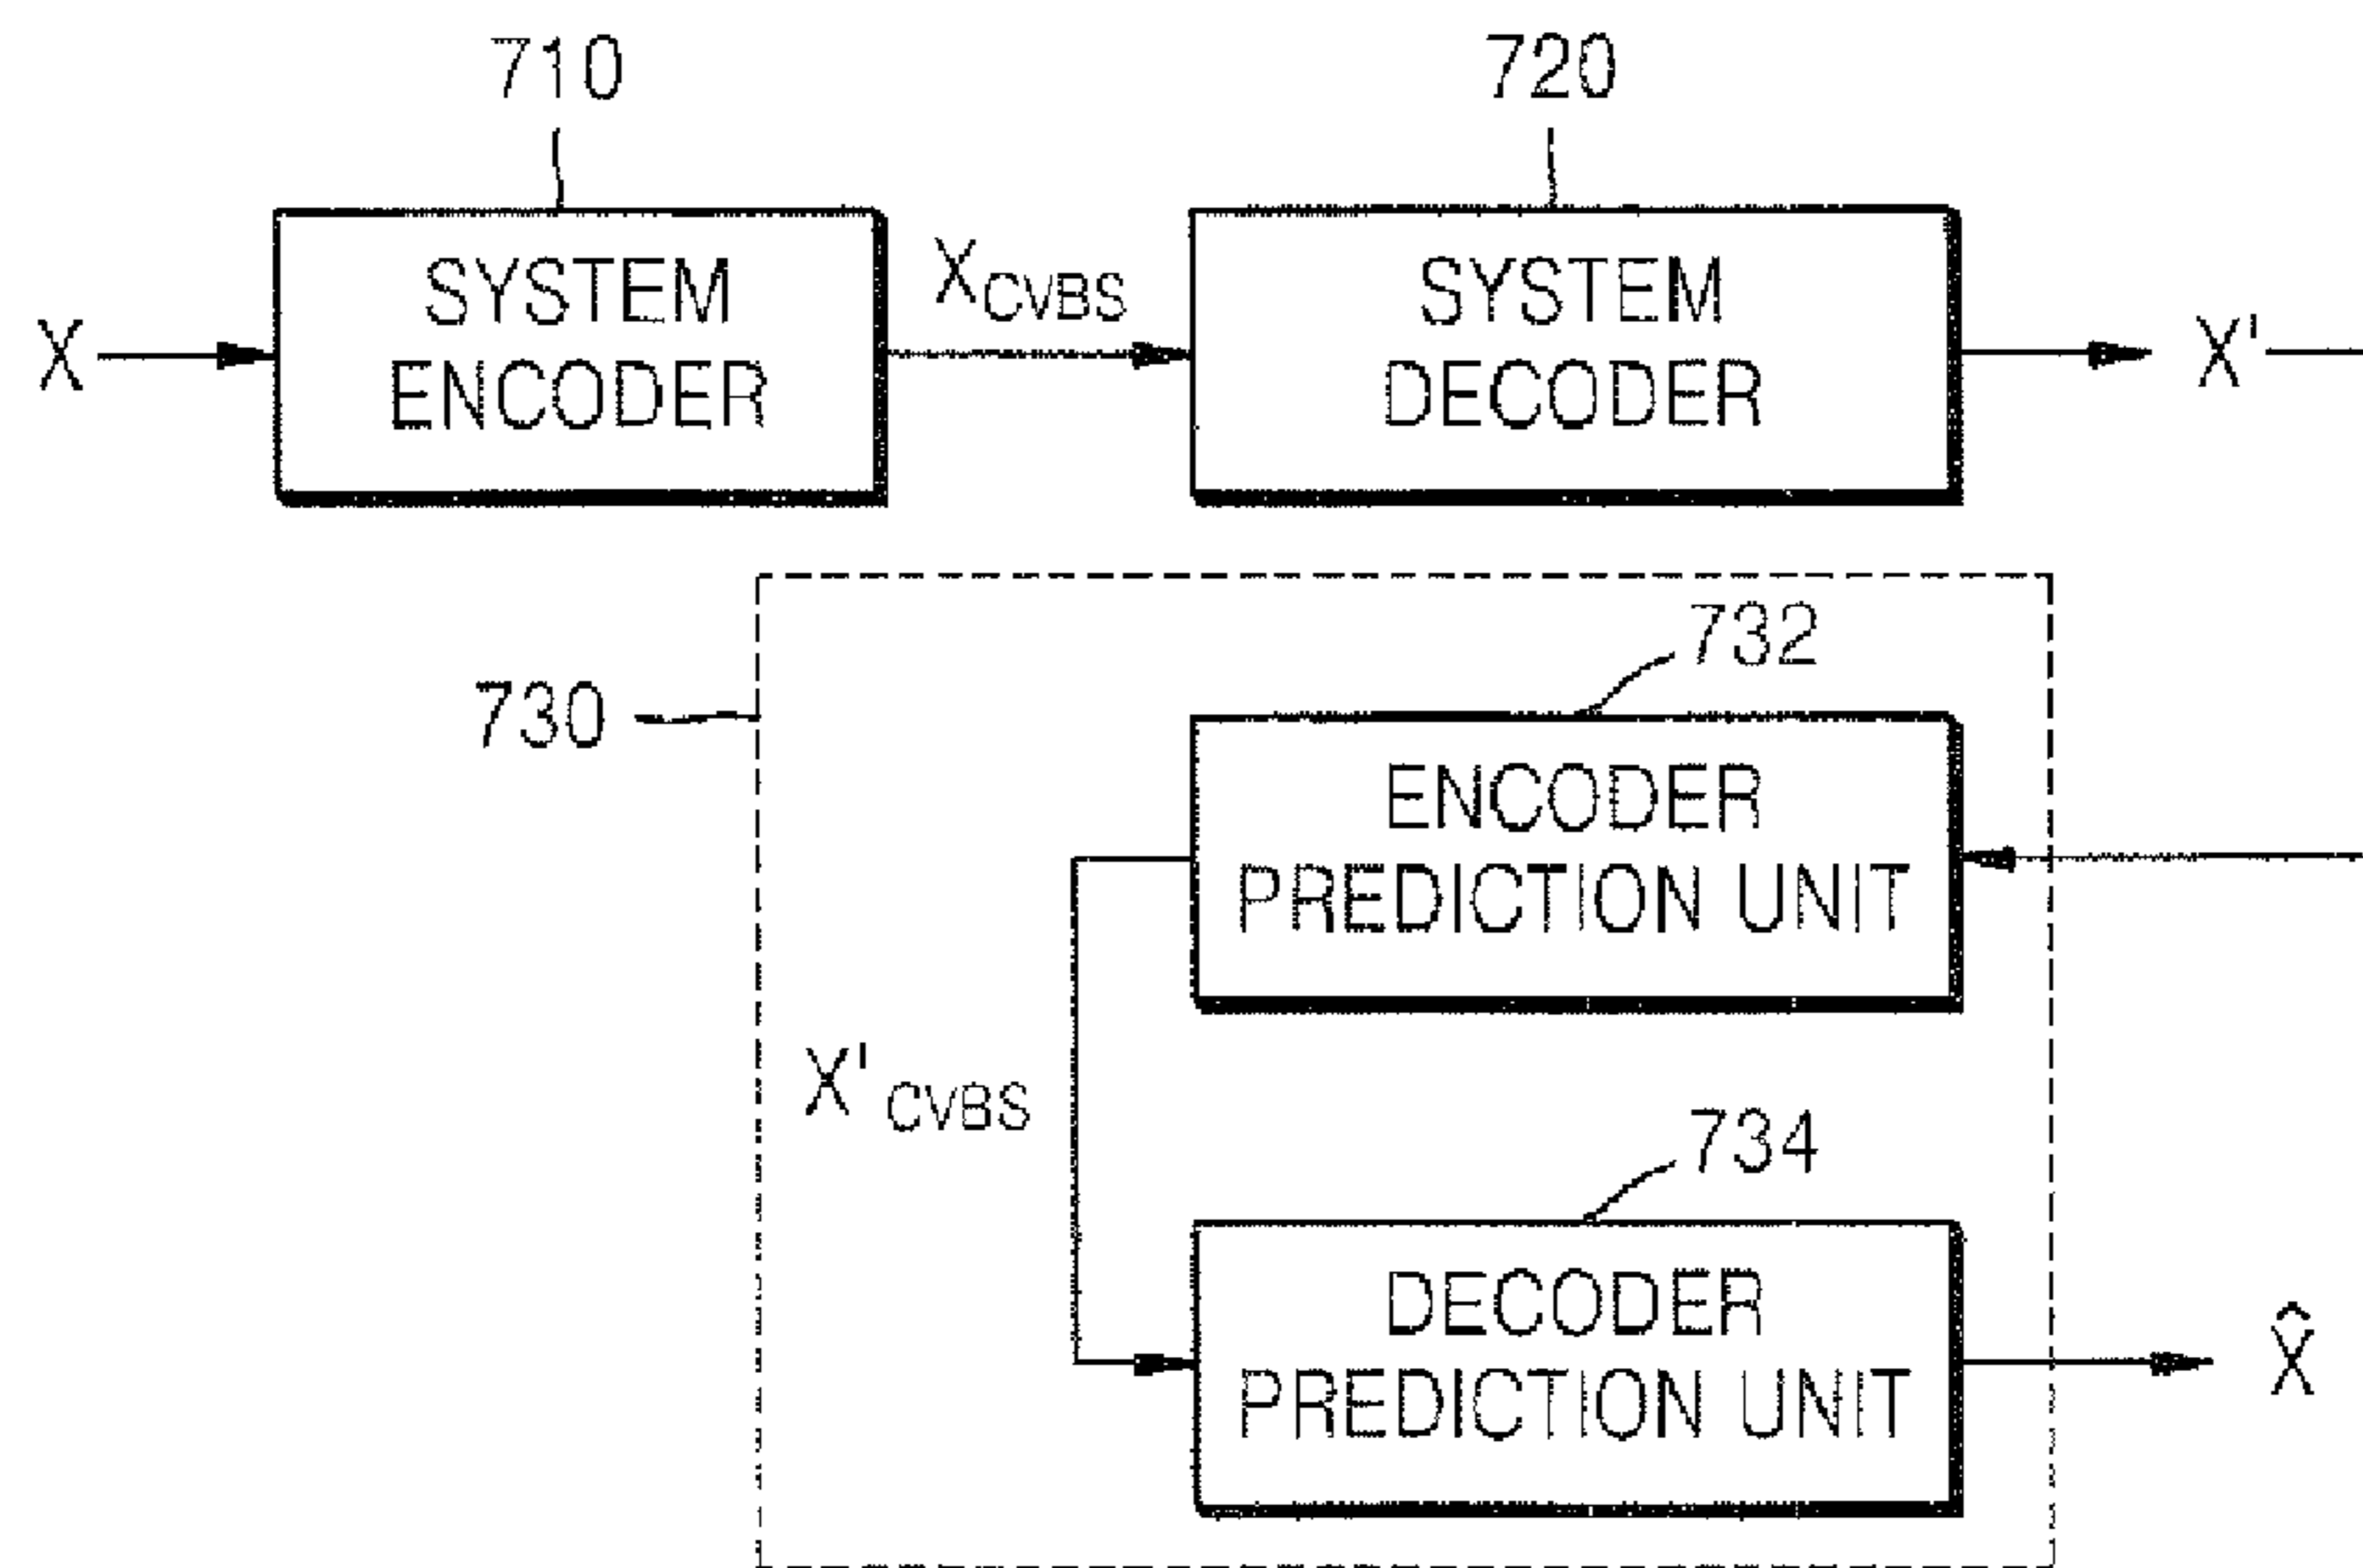 710
720
X
SYSTEM
ENCODER
X_CVBS
SYSTEM
DECODER
X'
730
732
ENCODER
PREDICTION UNIT
X'_CVBS
734
DECODER
PREDICTION UNIT
X̂